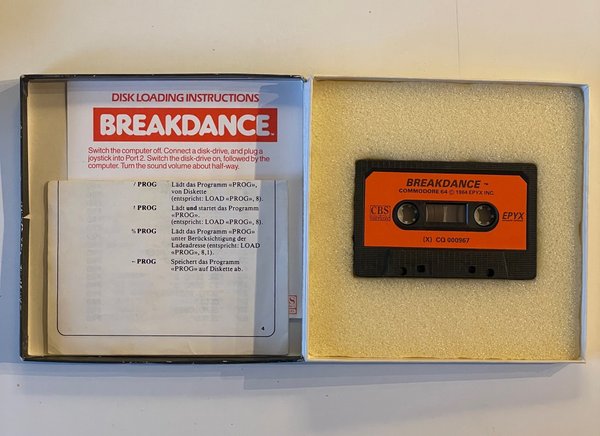 DISK LOADING INSTRUCTIONS
BREAKDANCE™
Switch the computer off. Connect a disk-drive, and plug a
joystick into Port 2. Switch the disk-drive on, followed by the
computer. Turn the sound volume about half-way.
/ PROG Lädt das Programm «PROG»,
von Diskette
(entspricht: LOAD «PROG», 8).
↑ PROG Lädt und startet das Programm
«PROG».
(entspricht: LOAD «PROG», 8).
% PROG Lädt das Programm «PROG»
unter Berücksichtigung der
Ladeadresse (entspricht: LOAD
«PROG», 8,1).
← PROG Speichert das Programm
«PROG» auf Diskette ab.
4
BREAKDANCE™
COMMODORE 64 © 1984 EPYX INC.
CBS
EPYX
(X) CQ 000967